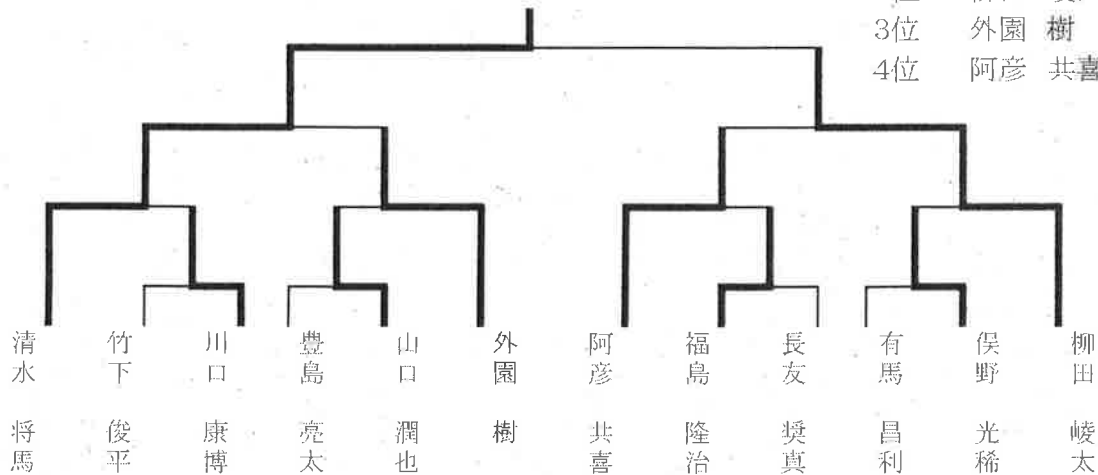 3位 外園 樹
4位 阿彦 共喜
清水 将馬
竹下 俊平
川口 康博
豊島 亮太
山口 潤也
外園 樹
阿彦 共喜
福島 隆治
長友 奨真
有馬 昌利
俣野 光稀
柳田 崚太